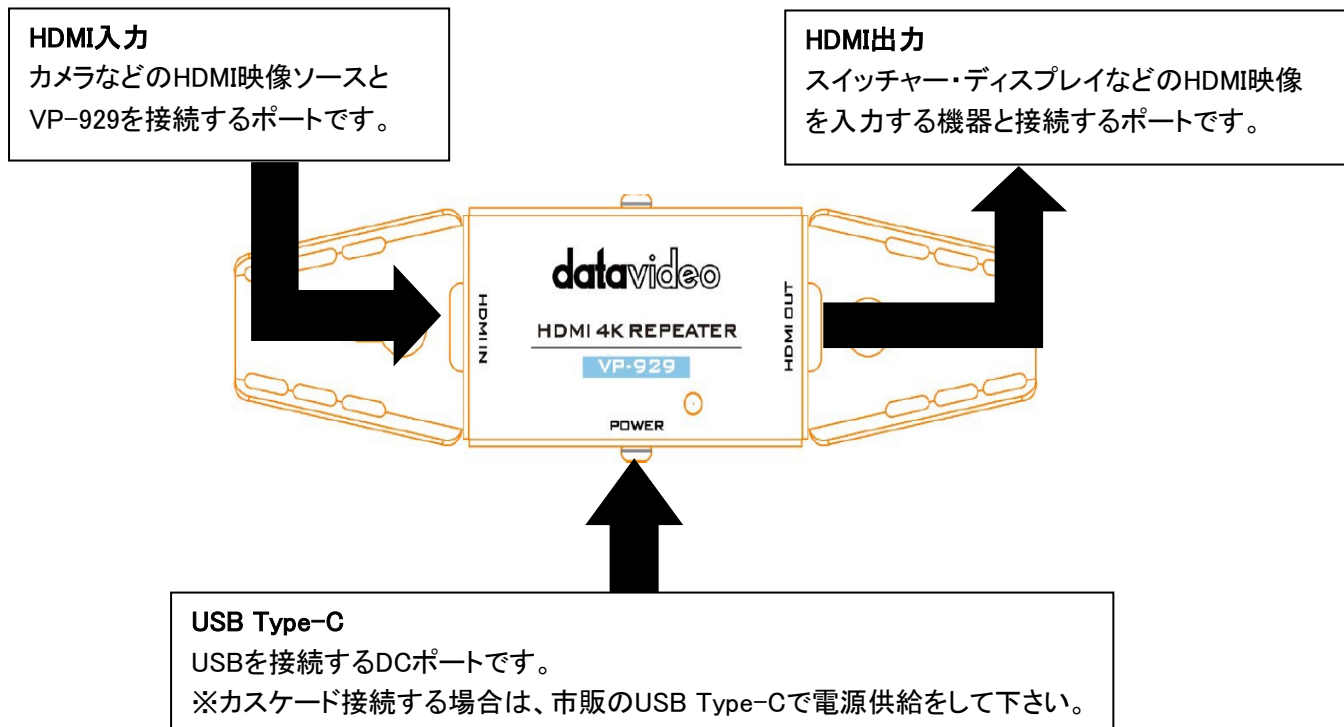 HDMI入力
カメラなどのHDMI映像ソースと
VP-929を接続するポートです。
HDMI出力
スイッチャー・ディスプレイなどのHDMI映像
を入力する機器と接続するポートです。
datavideo
HDMI IN
HDMI 4K REPEATER
VP-929
POWER
HDMI OUT
USB Type-C
USBを接続するDCポートです。
※カスケード接続する場合は、市販のUSB Type-Cで電源供給をして下さい。